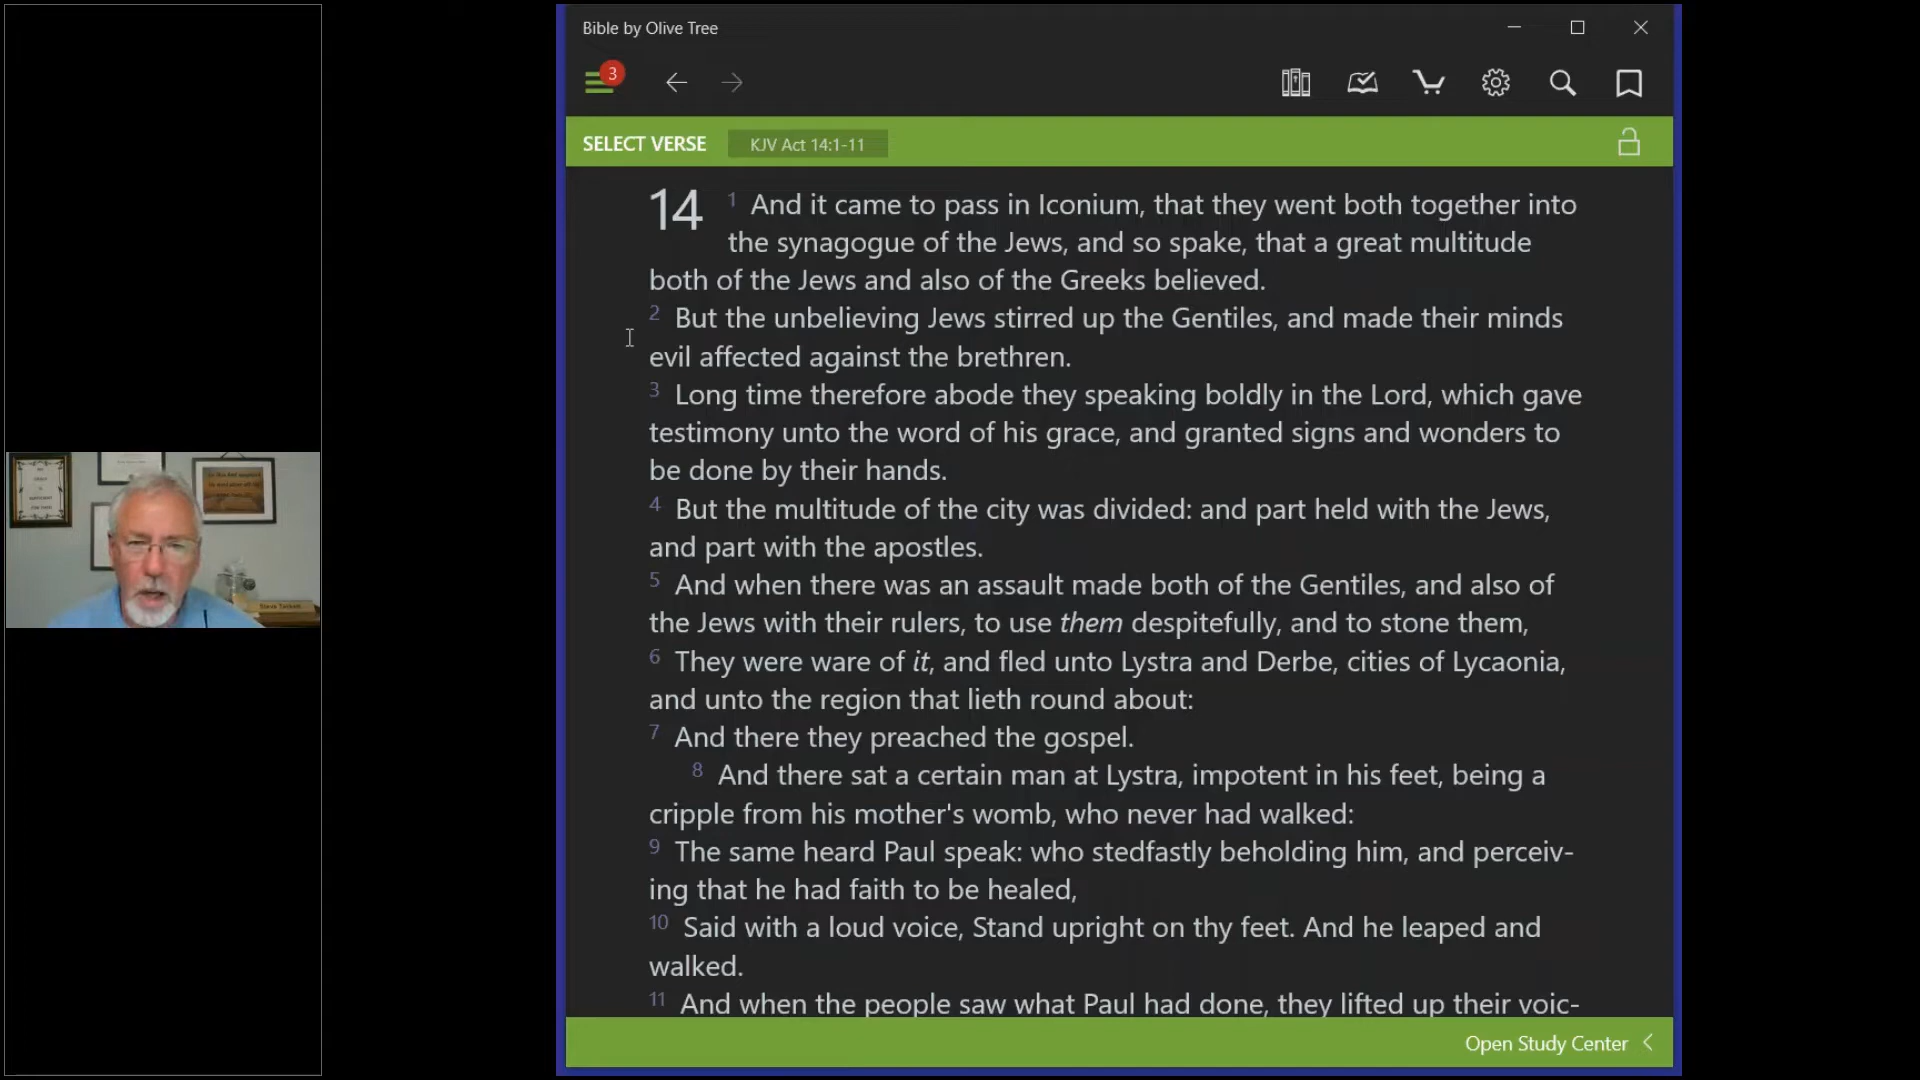 Bible by Olive Tree
3
SELECT VERSE KJV Act 14:1-11
14 1 And it came to pass in Iconium, that they went both together into
the synagogue of the Jews, and so spake, that a great multitude
both of the Jews and also of the Greeks believed.
2 But the unbelieving Jews stirred up the Gentiles, and made their minds
evil affected against the brethren.
3 Long time therefore abode they speaking boldly in the Lord, which gave
testimony unto the word of his grace, and granted signs and wonders to
be done by their hands.
4 But the multitude of the city was divided: and part held with the Jews,
and part with the apostles.
5 And when there was an assault made both of the Gentiles, and also of
the Jews with their rulers, to use them despitefully, and to stone them,
6 They were ware of it, and fled unto Lystra and Derbe, cities of Lycaonia,
and unto the region that lieth round about:
7 And there they preached the gospel.
8 And there sat a certain man at Lystra, impotent in his feet, being a
cripple from his mother's womb, who never had walked:
9 The same heard Paul speak: who stedfastly beholding him, and perceiv-
ing that he had faith to be healed,
10 Said with a loud voice, Stand upright on thy feet. And he leaped and
walked.
11 And when the people saw what Paul had done, they lifted up their voic-
Open Study Center